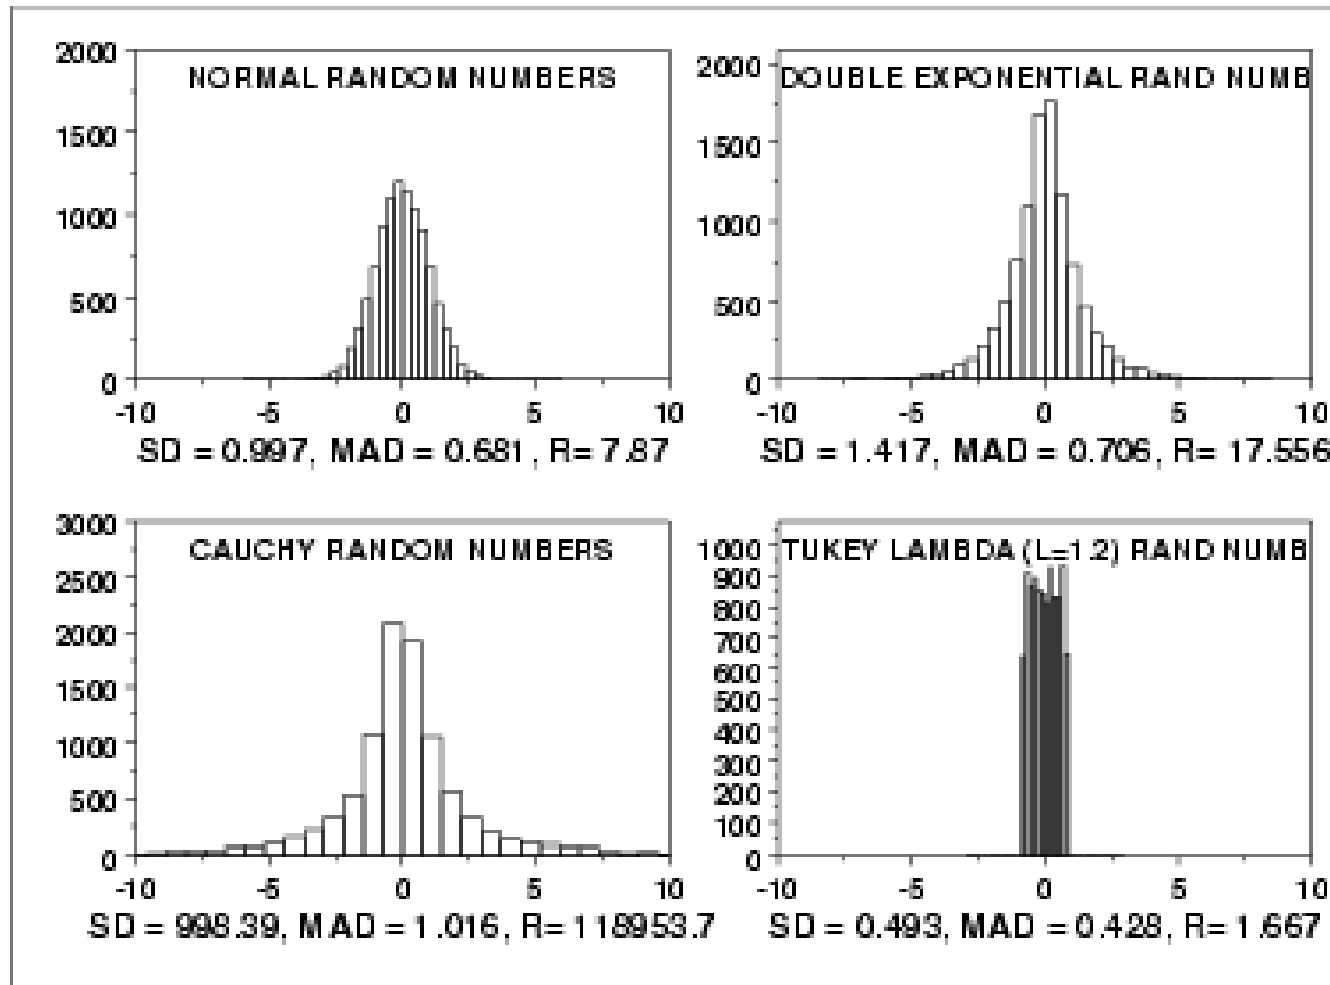 NORMAL RANDOM NUMBERS
2000
1500
1000
500
0
-10 -5 0 5 10
SD = 0.997, MAD = 0.681, R= 7.87
DOUBLE EXPONENTIAL RAND NUMB
2000
1500
1000
500
0
-10 -5 0 5 10
SD = 1.417, MAD = 0.706, R= 17.556
CAUCHY RANDOM NUMBERS
3000
2500
2000
1500
1000
500
0
-10 -5 0 5 10
SD = 998.39, MAD = 1.016, R= 118953.7
TUKEY LAMBDA (L=1.2) RAND NUMB
1000
900
800
700
600
500
400
300
200
100
0
-10 -5 0 5 10
SD = 0.493, MAD = 0.428, R= 1.667